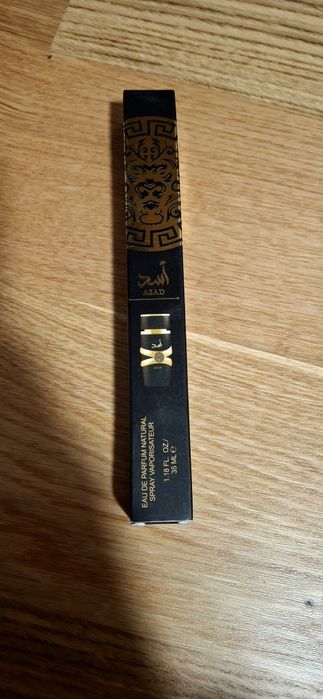 أسد
ASAD
أسد
EAU DE PARFUM NATURAL
SPRAY VAPORISATEUR
1.18 FL OZ/
35 ML ℮